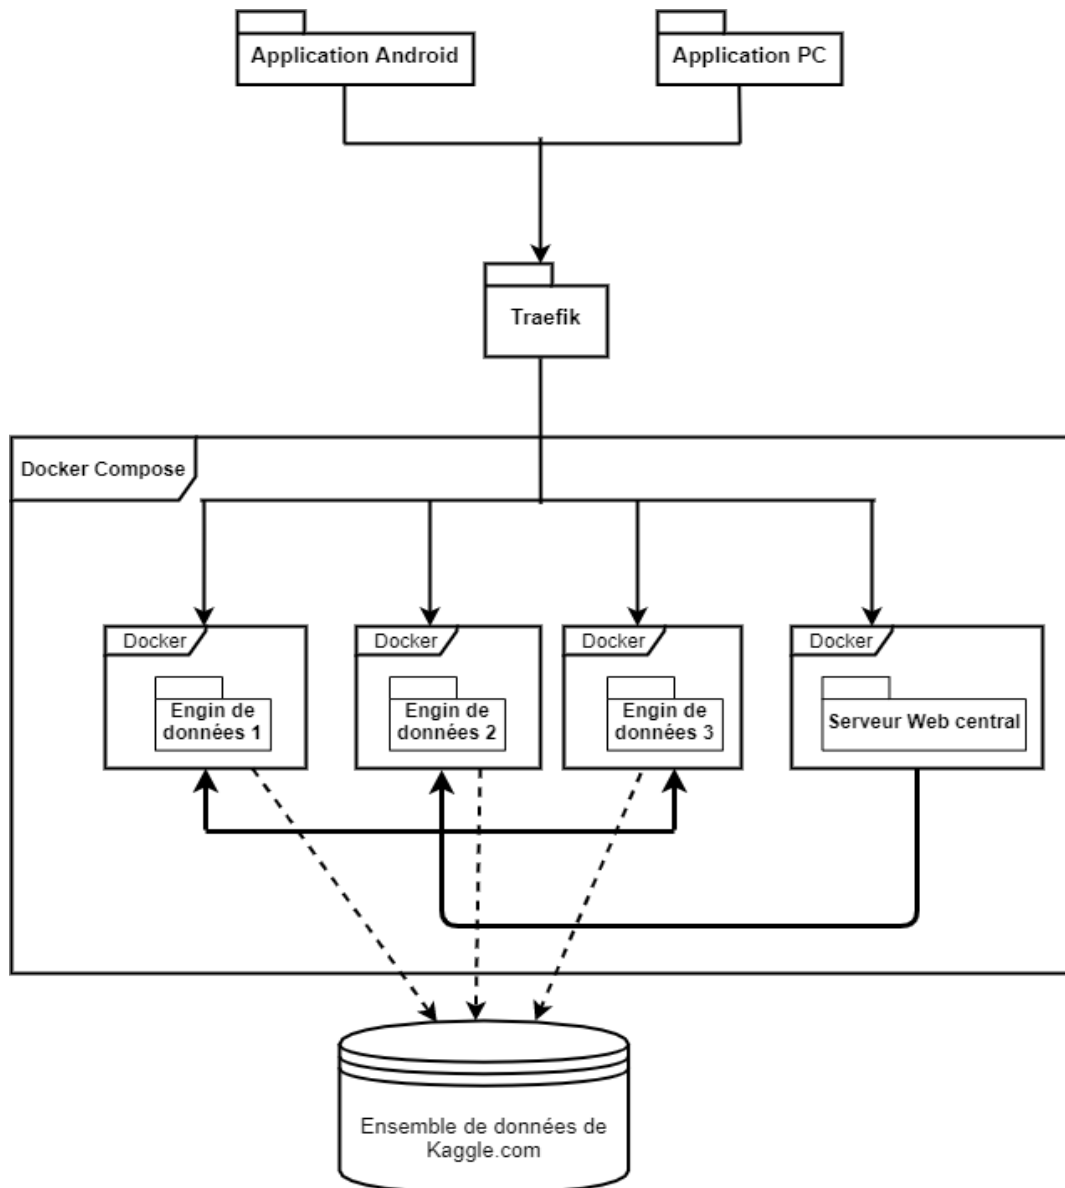 Application Android
Application PC
Traefik
Docker Compose
Docker
Docker
Docker
Docker
Engin de
données 1
Engin de
données 2
Engin de
données 3
Serveur Web central
Ensemble de données de
Kaggle.com